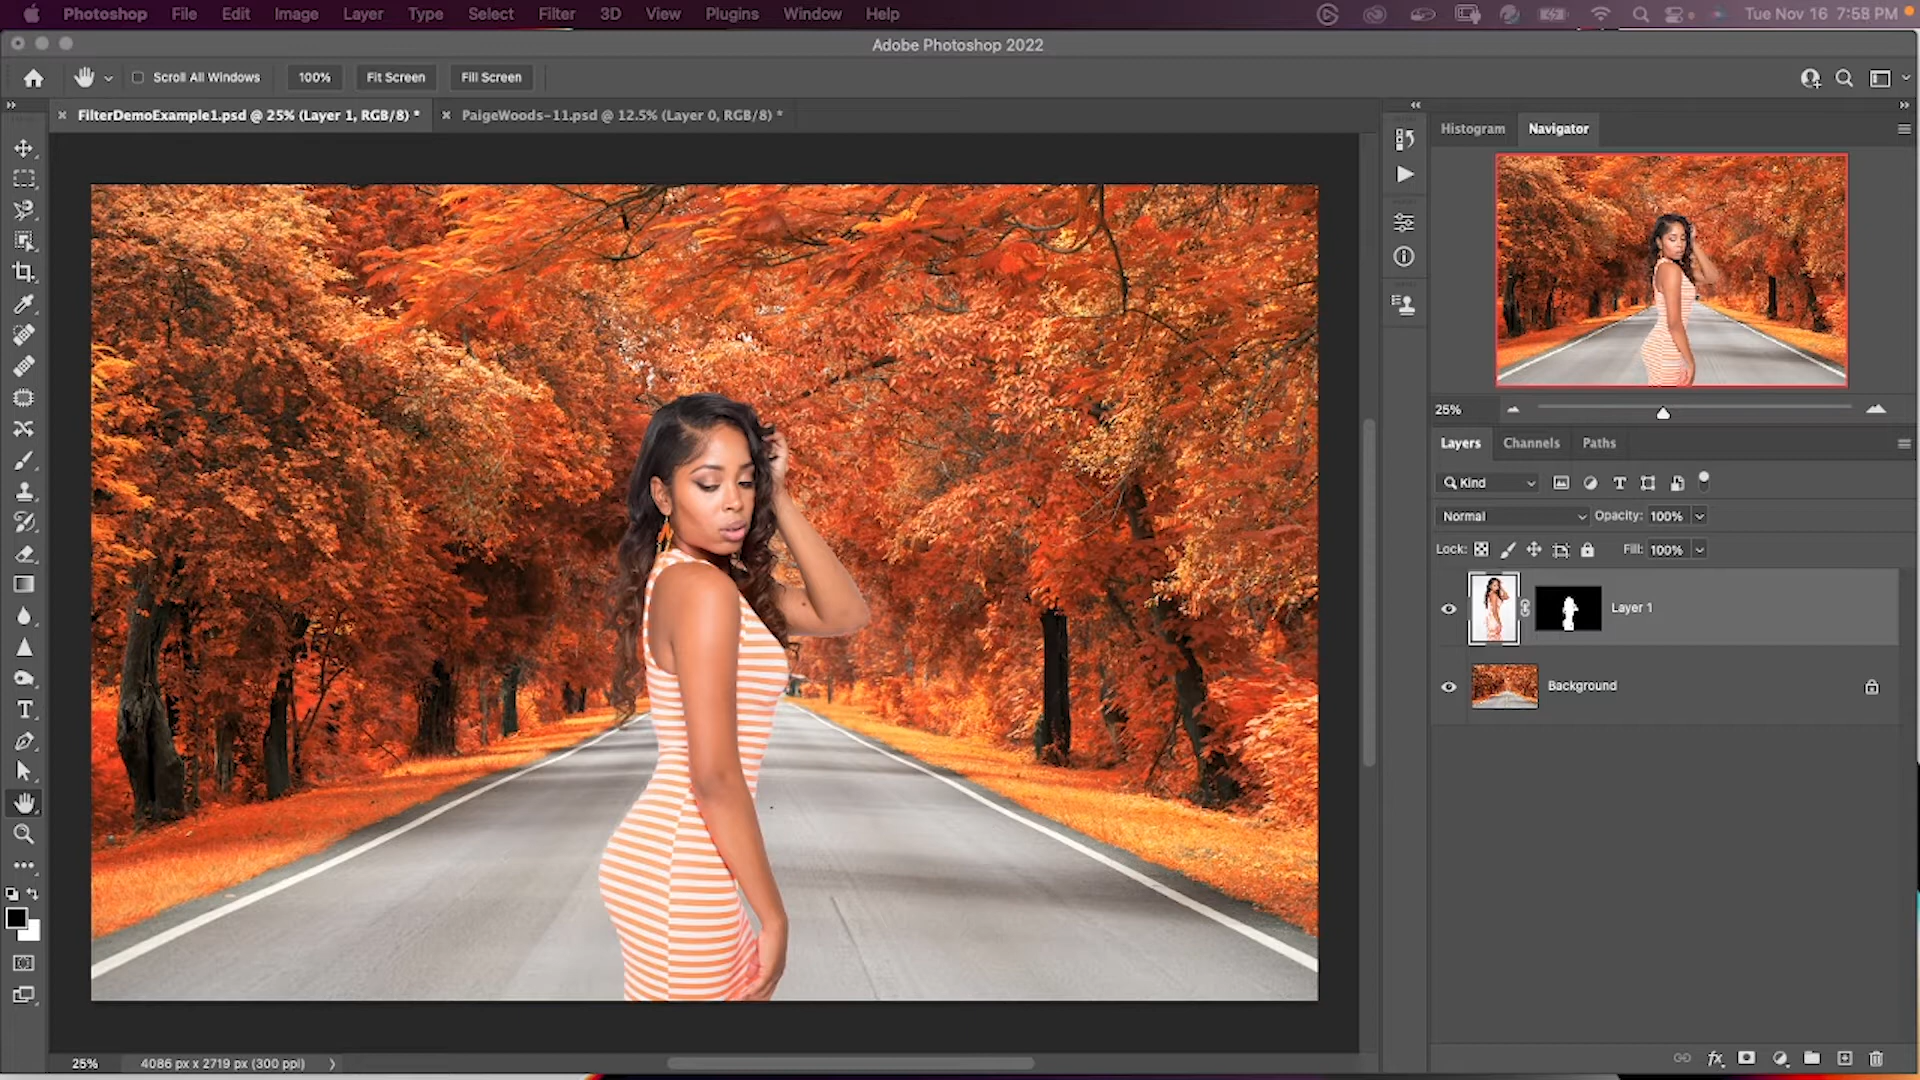 Photoshop File Edit Image Layer Type Select Filter 3D View Plugins Window Help Tue Nov 16 7:58 PM
Adobe Photoshop 2022
Scroll All Windows 100% Fit Screen Fill Screen
FilterDemoExample1.psd @ 25% (Layer 1, RGB/8) * PaigeWoods-11.psd @ 12.5% (Layer 0, RGB/8) *
Histogram Navigator
25%
Layers Channels Paths
Kind
Normal Opacity: 100%
Lock: Fill: 100%
Layer 1
Background
25% 4086 px x 2719 px (300 ppi)